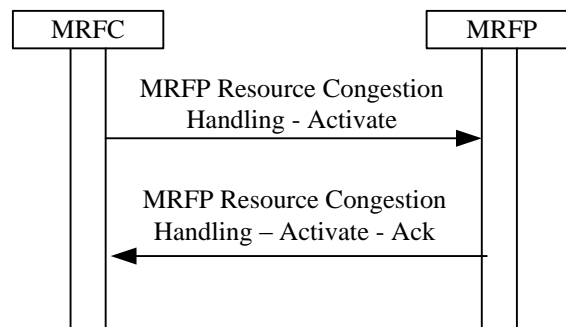 MRFC
MRFP
MRFP Resource Congestion
Handling - Activate
MRFP Resource Congestion
Handling – Activate - Ack